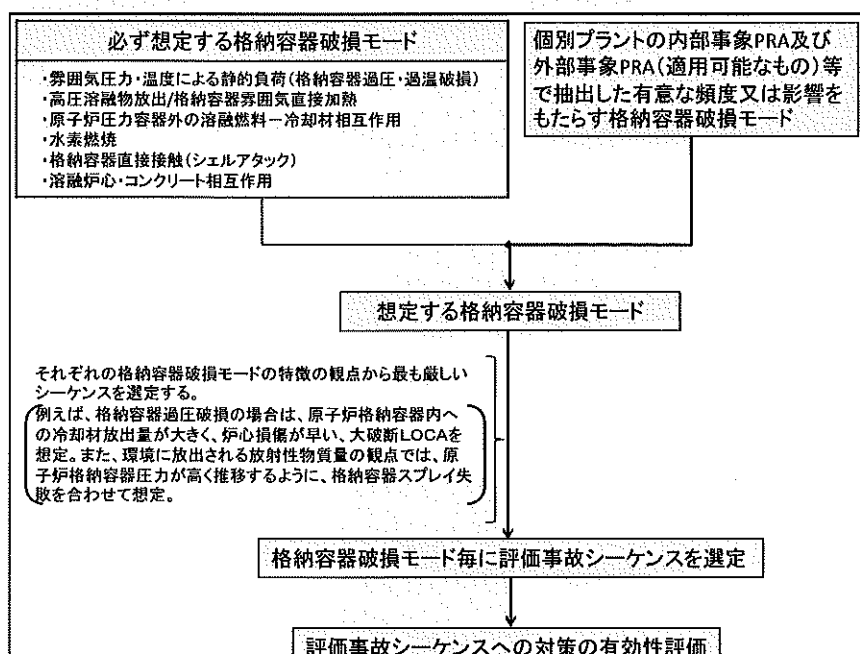 必ず想定する格納容器破損モード
・雰囲気圧力・温度による静的負荷(格納容器過圧・過温破損)
・高圧溶融物放出/格納容器雰囲気直接加熱
・原子炉圧力容器外の溶融燃料ー冷却材相互作用
・水素燃焼
・格納容器直接接触(シェルアタック)
・溶融炉心・コンクリート相互作用
個別プラントの内部事象PRA及び
外部事象PRA(適用可能なもの)等
で抽出した有意な頻度又は影響を
もたらす格納容器破損モード
想定する格納容器破損モード
それぞれの格納容器破損モードの特徴の観点から最も厳しい
シーケンスを選定する。
例えば、格納容器過圧破損の場合は、原子炉格納容器内へ
の冷却材放出量が大きく、炉心損傷が早い、大破断LOCAを
想定。また、環境に放出される放射性物質量の観点では、原
子炉格納容器圧力が高く推移するように、格納容器スプレイ失
敗を合わせて想定。
格納容器破損モード毎に評価事故シーケンスを選定
評価事故シーケンスへの対策の有効性評価